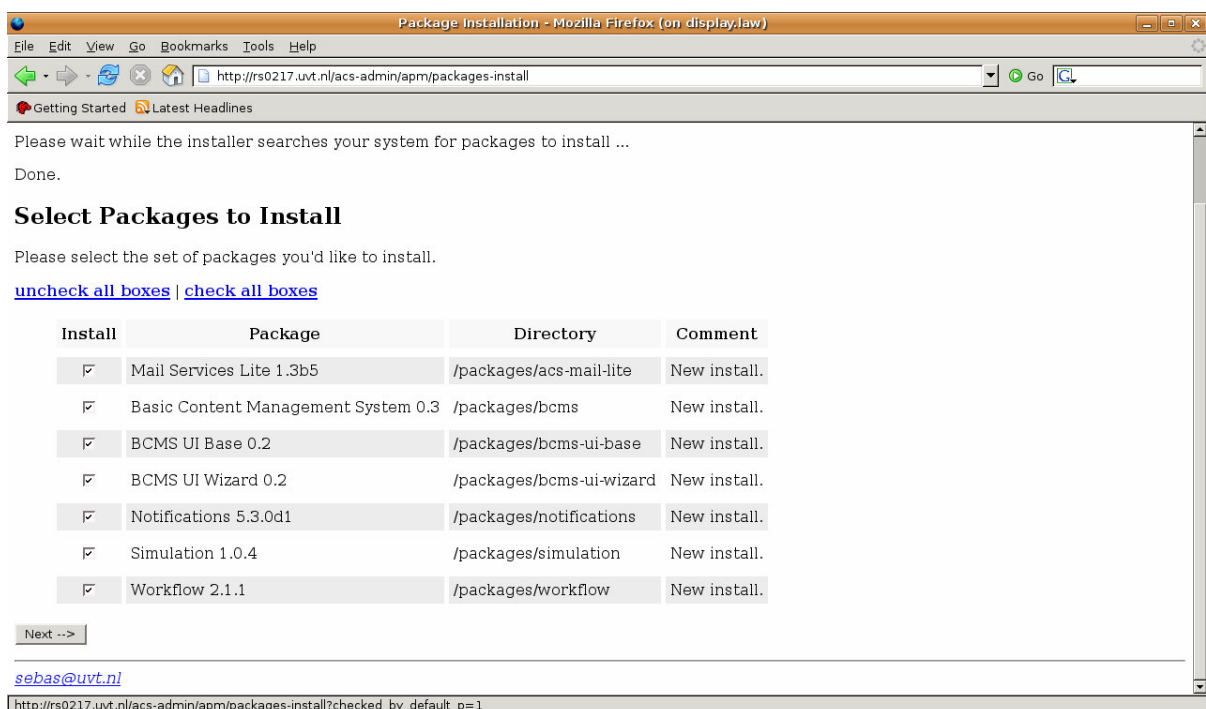 Package Installation - Mozilla Firefox (on display.law)
File Edit View Go Bookmarks Tools Help
http://rs0217.uvt.nl/acs-admin/apm/packages-install Go G
Getting Started Latest Headlines
Please wait while the installer searches your system for packages to install ...
Done.
Select Packages to Install
Please select the set of packages you'd like to install.
uncheck all boxes | check all boxes
Install Package Directory Comment
Mail Services Lite 1.3b5 /packages/acs-mail-lite New install.
Basic Content Management System 0.3 /packages/bcms New install.
BCMS UI Base 0.2 /packages/bcms-ui-base New install.
BCMS UI Wizard 0.2 /packages/bcms-ui-wizard New install.
Notifications 5.3.0d1 /packages/notifications New install.
Simulation 1.0.4 /packages/simulation New install.
Workflow 2.1.1 /packages/workflow New install.
Next -->
sebas@uvt.nl
http://rs0217.uvt.nl/acs-admin/apm/packages-install?checked_by_default_p=1